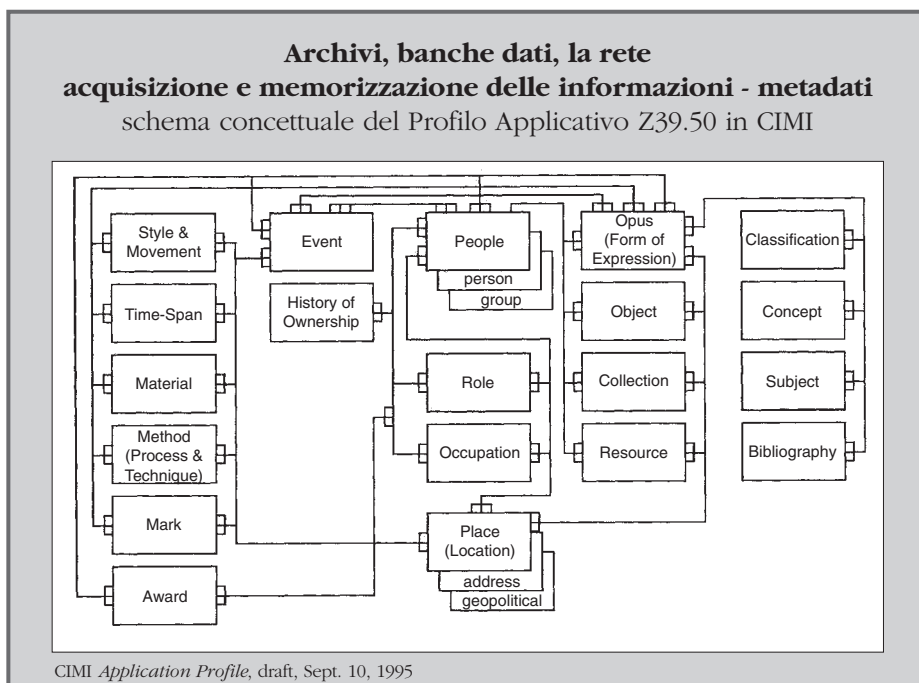 Archivi, banche dati, la rete
acquisizione e memorizzazione delle informazioni - metadati
schema concettuale del Profilo Applicativo Z39.50 in CIMI
Style &
Movement
Time-Span
Material
Method
(Process &
Technique)
Mark
Award
Event
History of
Ownership
People
person
group
Role
Occupation
Place
(Location)
address
geopolitical
Opus
(Form of
Expression)
Object
Collection
Resource
Classification
Concept
Subject
Bibliography
CIMI Application Profile, draft, Sept. 10, 1995